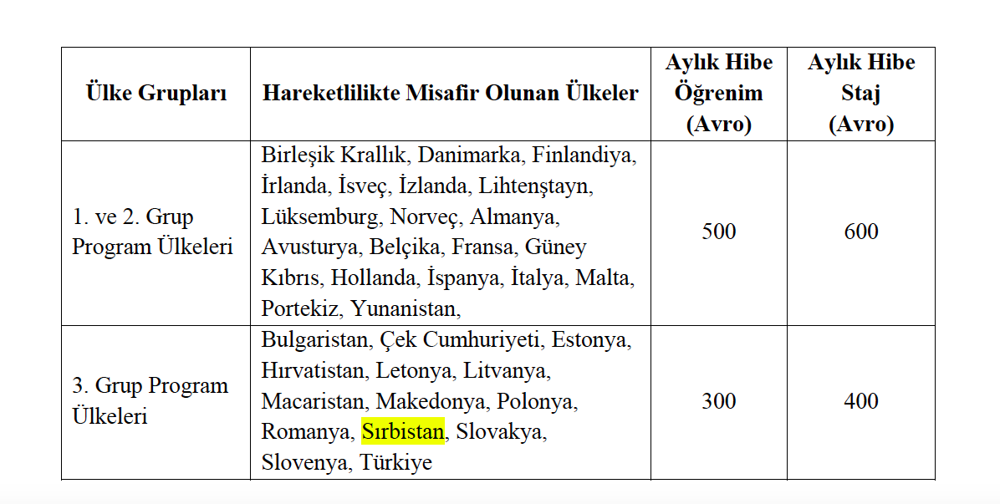 Ülke Grupları
Hareketlilikte Misafir Olunan Ülkeler
Aylık Hibe
Öğrenim
(Avro)
Aylık Hibe
Staj
(Avro)
1. ve 2. Grup
Program Ülkeleri
Birleşik Krallık, Danimarka, Finlandiya,
İrlanda, İsveç, İzlanda, Lihtenştayn,
Lüksemburg, Norveç, Almanya,
Avusturya, Belçika, Fransa, Güney
Kıbrıs, Hollanda, İspanya, İtalya, Malta,
Portekiz, Yunanistan,
500
600
3. Grup Program
Ülkeleri
Bulgaristan, Çek Cumhuriyeti, Estonya,
Hırvatistan, Letonya, Litvanya,
Macaristan, Makedonya, Polonya,
Romanya, Sırbistan, Slovakya,
Slovenya, Türkiye
300
400